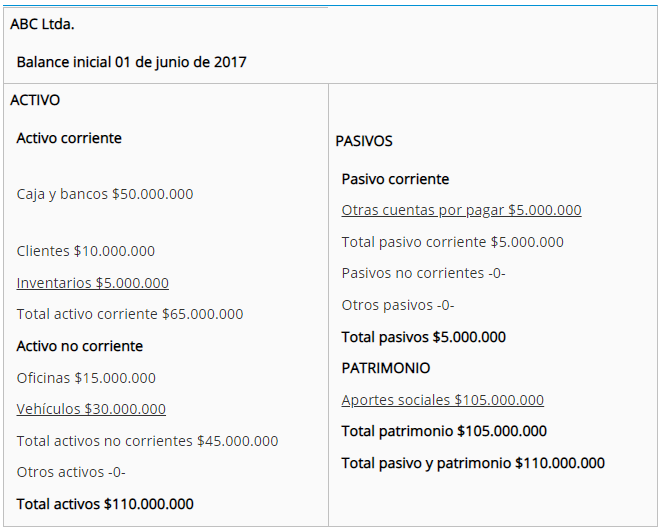 ABC Ltda.
Balance inicial 01 de junio de 2017
ACTIVO
Activo corriente
Caja y bancos $50.000.000
Clientes $10.000.000
Inventarios $5.000.000
Total activo corriente $65.000.000
Activo no corriente
Oficinas $15.000.000
Vehículos $30.000.000
Total activos no corrientes $45.000.000
Otros activos -0-
Total activos $110.000.000
PASIVOS
Pasivo corriente
Otras cuentas por pagar $5.000.000
Total pasivo corriente $5.000.000
Pasivos no corrientes -0-
Otros pasivos -0-
Total pasivos $5.000.000
PATRIMONIO
Aportes sociales $105.000.000
Total patrimonio $105.000.000
Total pasivo y patrimonio $110.000.000